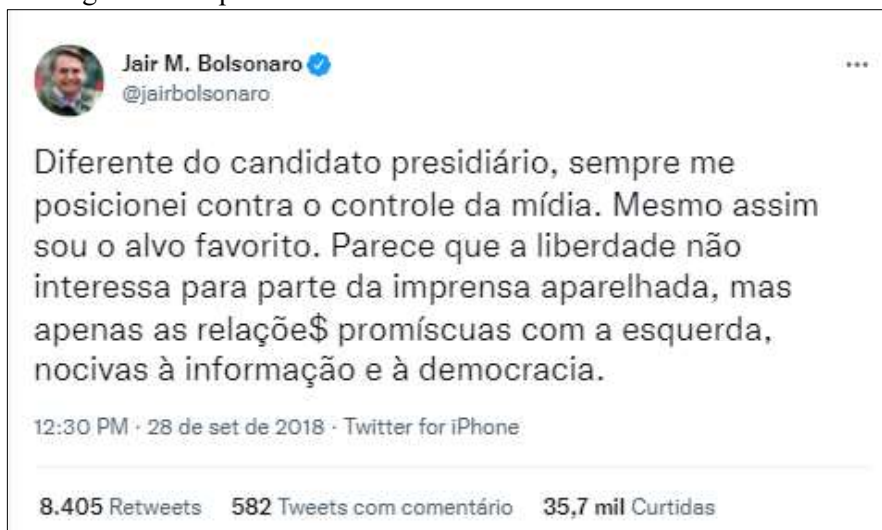 Jair M. Bolsonaro
@jairbolsonaro
Diferente do candidato presidiário, sempre me
posicionei contra o controle da mídia. Mesmo assim
sou o alvo favorito. Parece que a liberdade não
interessa para parte da imprensa aparelhada, mas
apenas as relaçõe$ promíscuas com a esquerda,
nocivas à informação e à democracia.
12:30 PM · 28 de set de 2018 · Twitter for iPhone
8.405 Retweets 582 Tweets com comentário 35,7 mil Curtidas